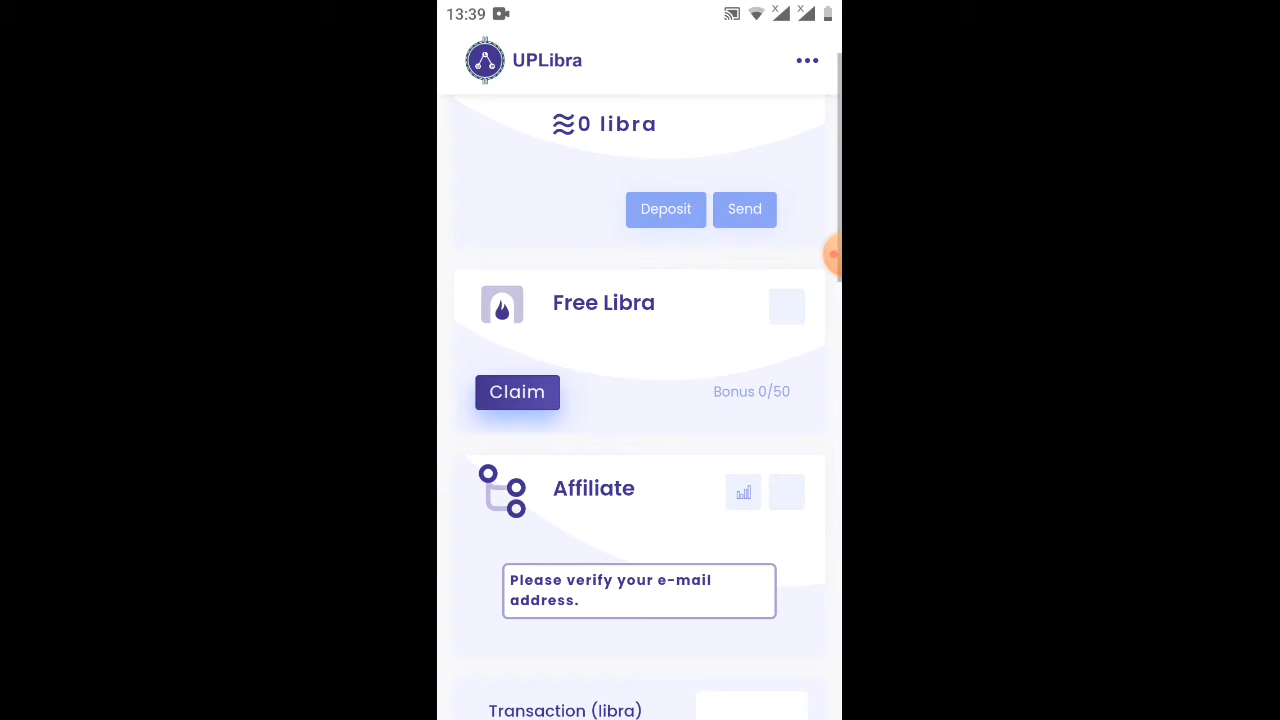 13:39
UPLibra
0 libra
Deposit
Send
Free Libra
Claim
Bonus 0/50
Affiliate
Please verify your e-mail
address.
Transaction (libra)